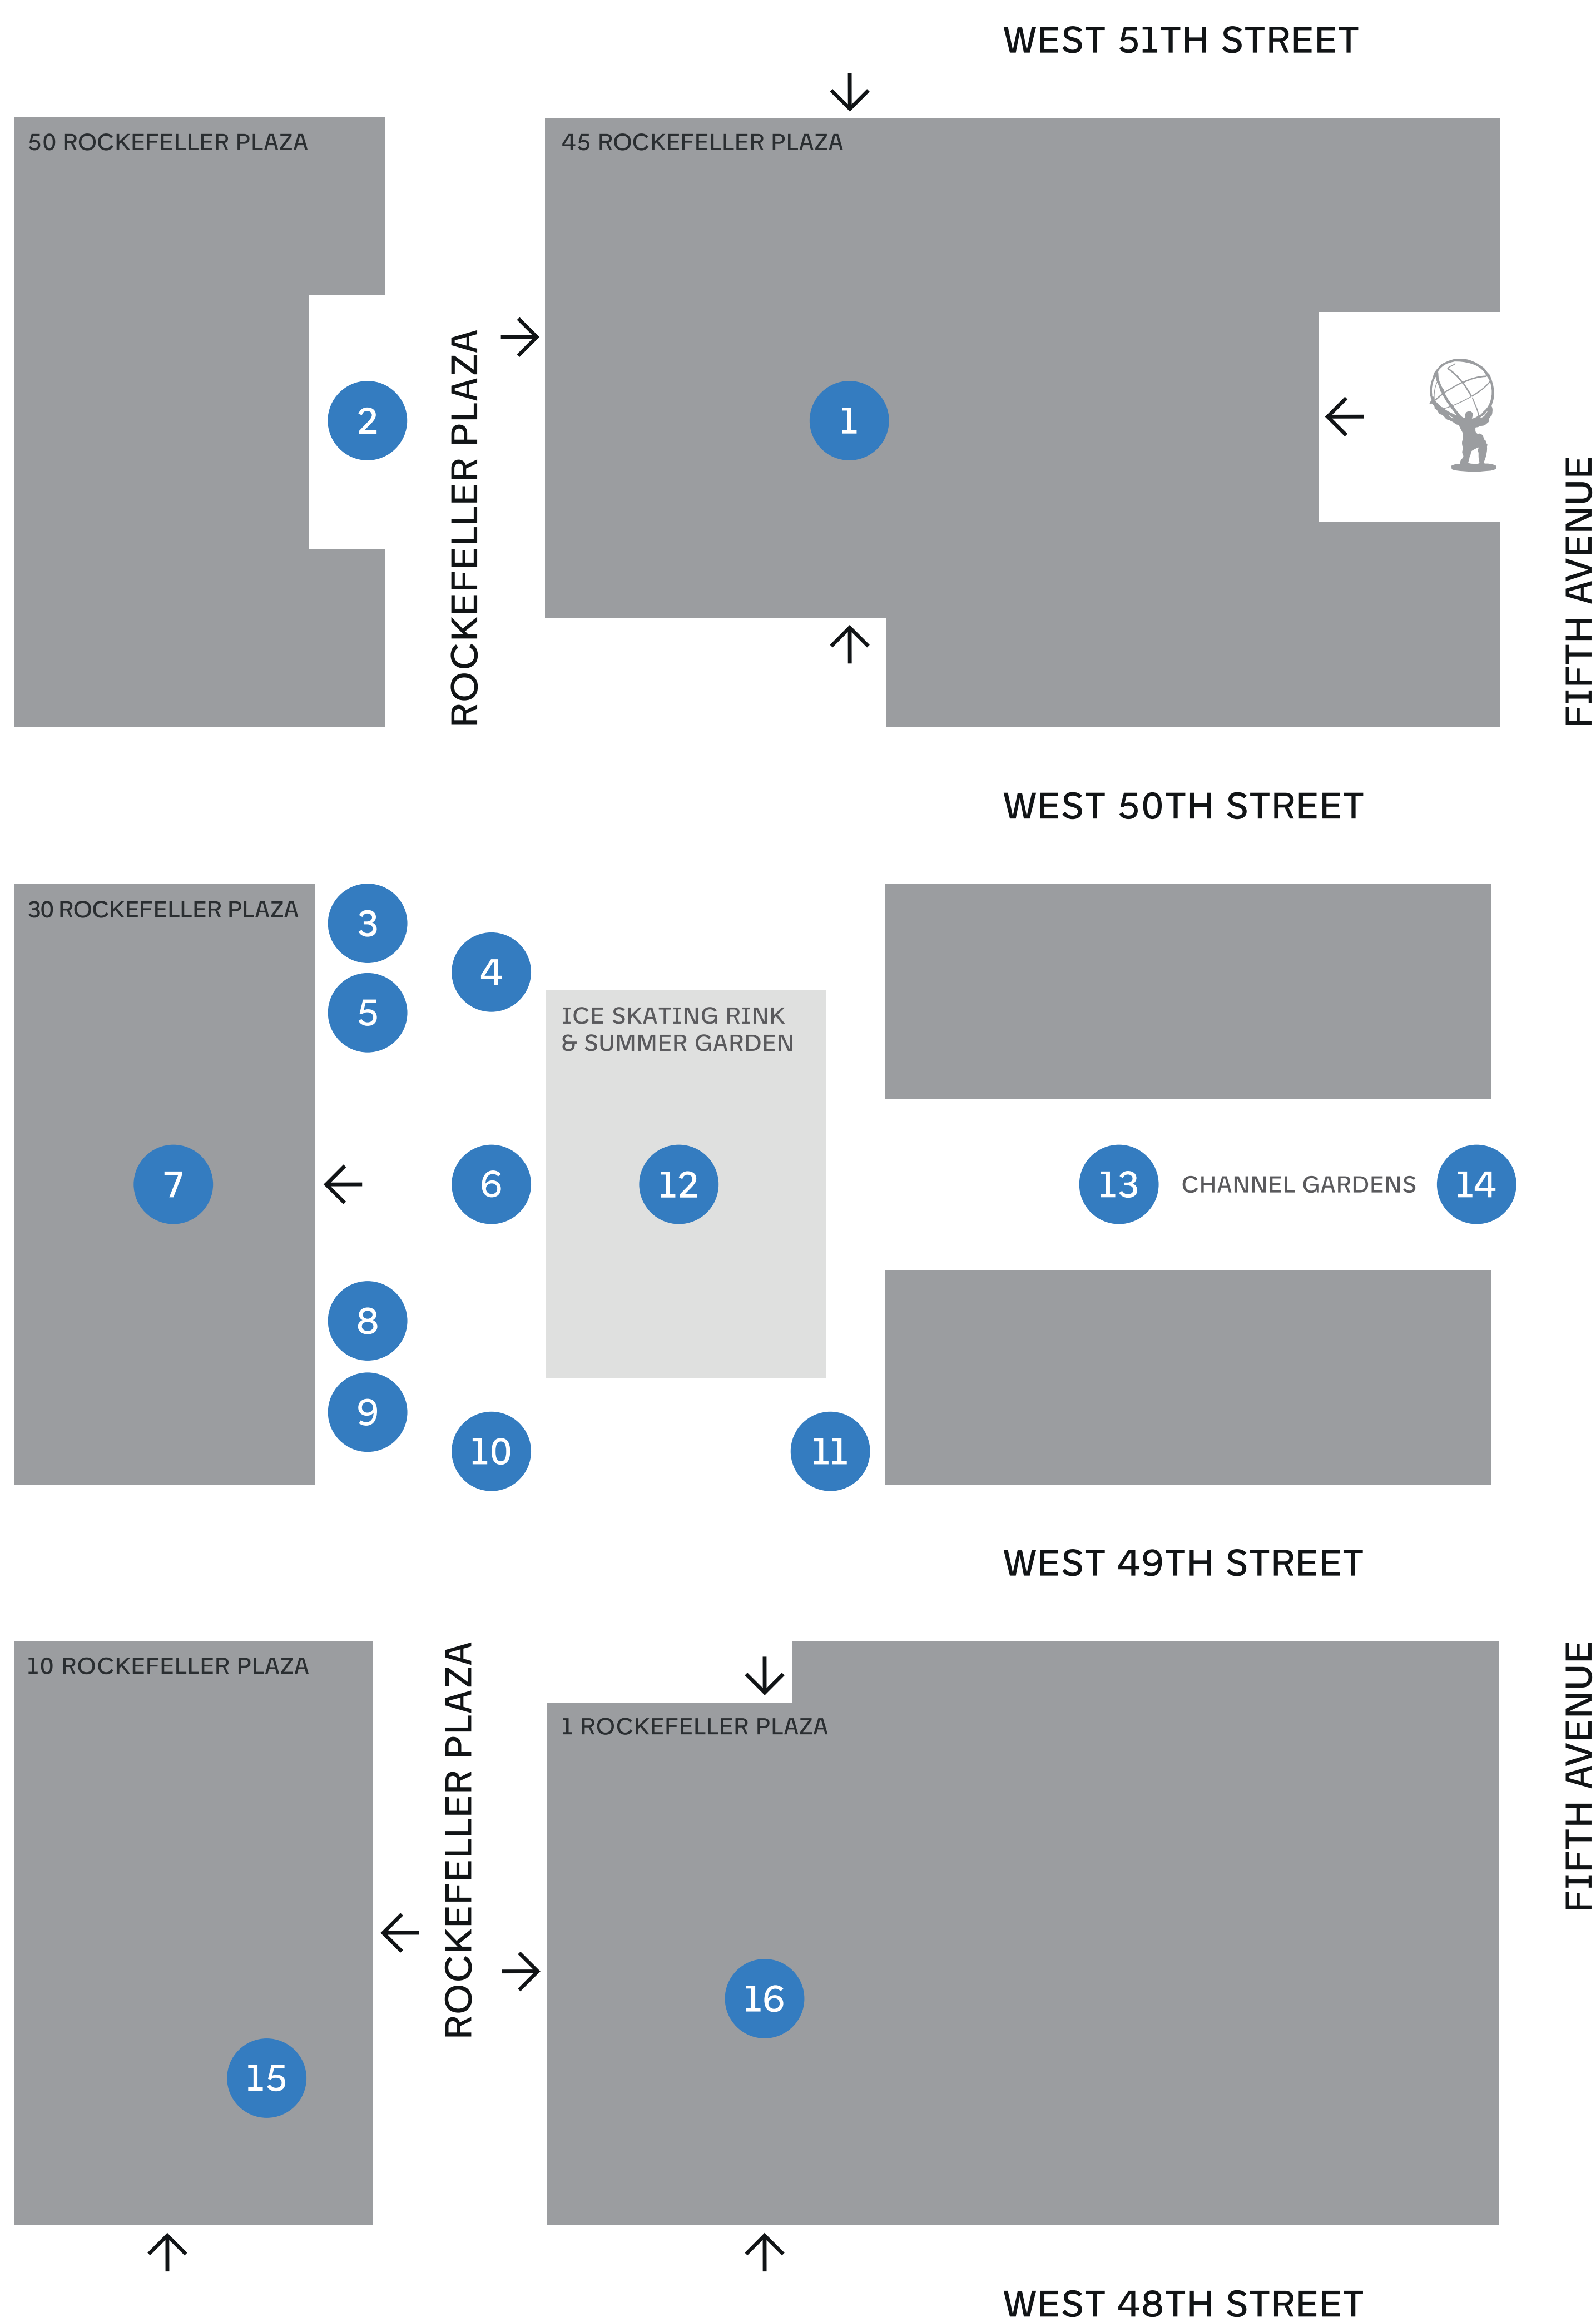 WEST 51TH STREET
50 ROCKEFELLER PLAZA
45 ROCKEFELLER PLAZA
ROCKEFELLER PLAZA
2
1
FIFTH AVENUE
WEST 50TH STREET
30 ROCKEFELLER PLAZA
3
4
5
ICE SKATING RINK
& SUMMER GARDEN
7
6
12
13
CHANNEL GARDENS
14
8
9
10
11
WEST 49TH STREET
10 ROCKEFELLER PLAZA
ROCKEFELLER PLAZA
1 ROCKEFELLER PLAZA
FIFTH AVENUE
16
15
WEST 48TH STREET